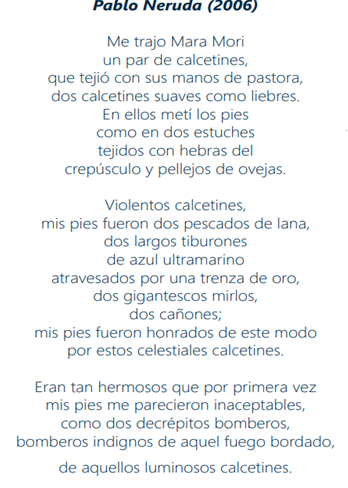 Pablo Neruda (2006)
Me trajo Mara Mori
un par de calcetines,
que tejió con sus manos de pastora,
dos calcetines suaves como liebres.
En ellos metí los pies
como en dos estuches
tejidos con hebras del
crepúsculo y pellejos de ovejas.
Violentos calcetines,
mis pies fueron dos pescados de lana,
dos largos tiburones
de azul ultramarino
atravesados por una trenza de oro,
dos gigantescos mirlos,
dos cañones;
mis pies fueron honrados de este modo
por estos celestiales calcetines.
Eran tan hermosos que por primera vez
mis pies me parecieron inaceptables,
como dos decrépitos bomberos,
bomberos indignos de aquel fuego bordado,
de aquellos luminosos calcetines.